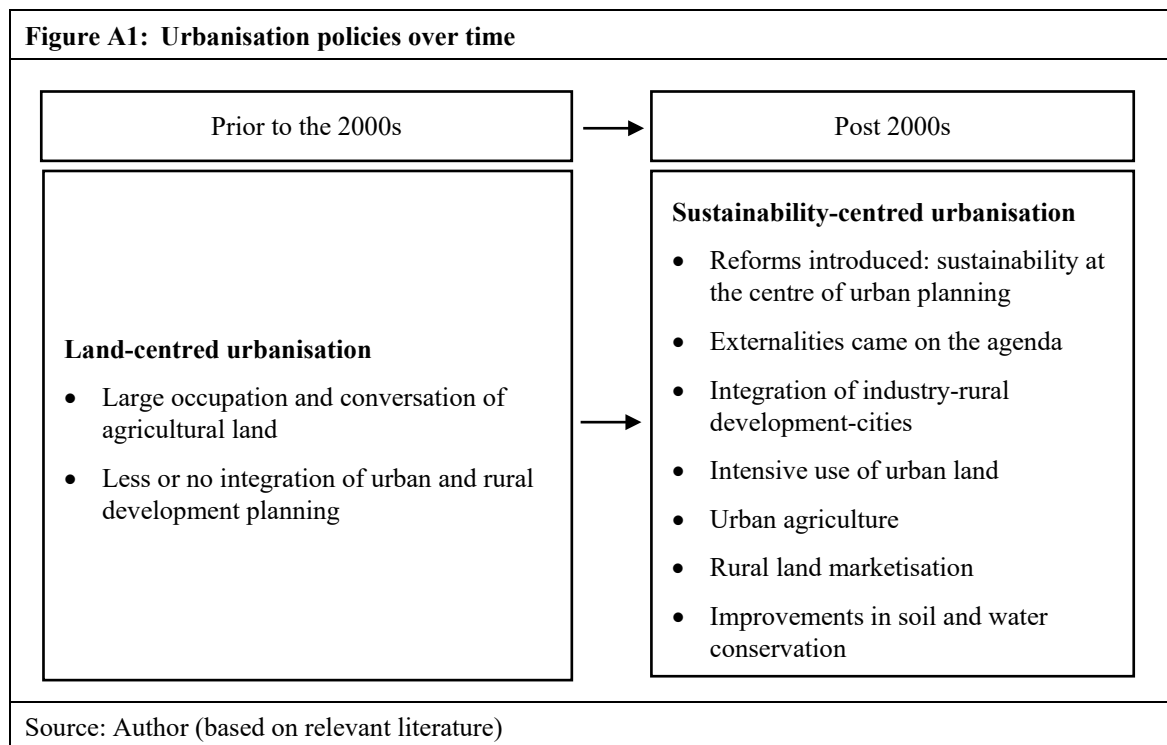 Figure A1: Urbanisation policies over time
Prior to the 2000s
Post 2000s
Land-centred urbanisation
• Large occupation and conversation of
agricultural land
• Less or no integration of urban and rural
development planning
Sustainability-centred urbanisation
• Reforms introduced: sustainability at
the centre of urban planning
• Externalities came on the agenda
• Integration of industry-rural
development-cities
• Intensive use of urban land
• Urban agriculture
• Rural land marketisation
• Improvements in soil and water
conservation
Source: Author (based on relevant literature)